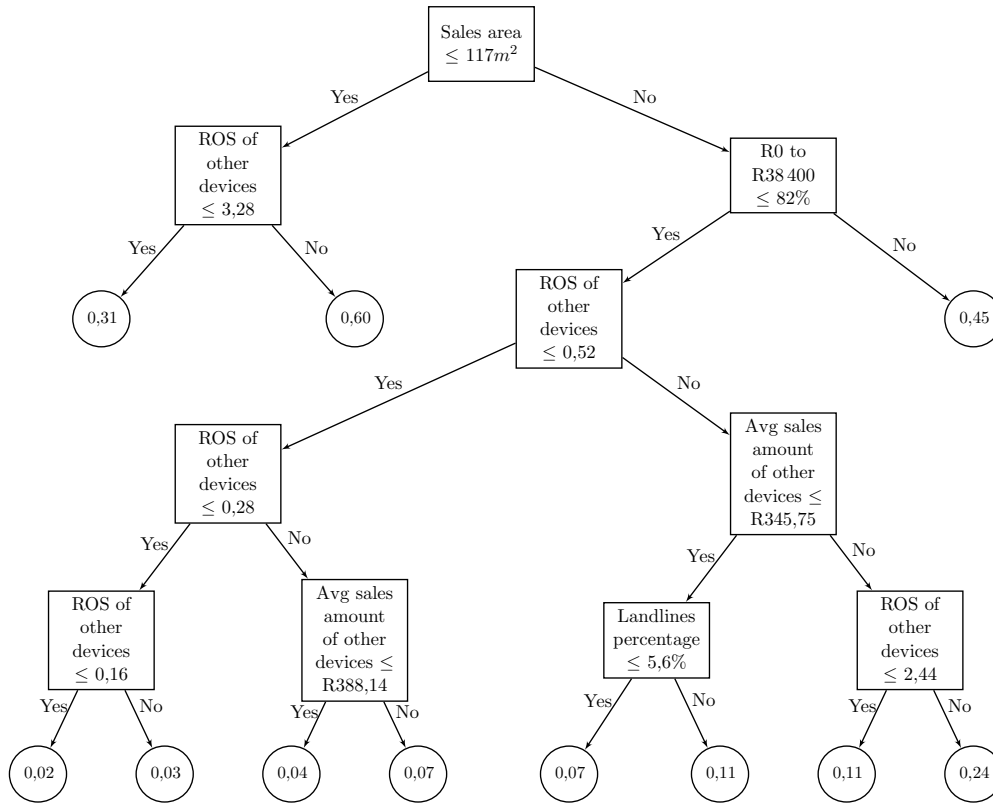 Sales area
≤ 117m²
Yes
No
ROS of
other
devices
≤ 3,28
R0 to
R38 400
≤ 82%
Yes
No
Yes
No
0,31
0,60
ROS of
other
devices
≤ 0,52
0,45
Yes
No
ROS of
other
devices
≤ 0,28
Avg sales
amount
of other
devices ≤
R345,75
Yes
No
Yes
No
ROS of
other
devices
≤ 0,16
Avg sales
amount
of other
devices ≤
R388,14
Landlines
percentage
≤ 5,6%
ROS of
other
devices
≤ 2,44
Yes
No
Yes
No
Yes
No
Yes
No
0,02
0,03
0,04
0,07
0,07
0,11
0,11
0,24